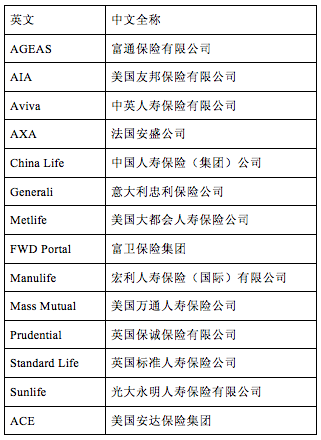 英文 中文全称
AGEAS 富通保险有限公司
AIA 美国友邦保险有限公司
Aviva 中英人寿保险有限公司
AXA 法国安盛公司
China Life 中国人寿保险（集团）公司
Generali 意大利忠利保险公司
Metlife 美国大都会人寿保险公司
FWD Portal 富卫保险集团
Manulife 宏利人寿保险（国际）有限公司
Mass Mutual 美国万通人寿保险公司
Prudential 英国保诚保险有限公司
Standard Life 英国标准人寿保险公司
Sunlife 光大永明人寿保险有限公司
ACE 美国安达保险集团